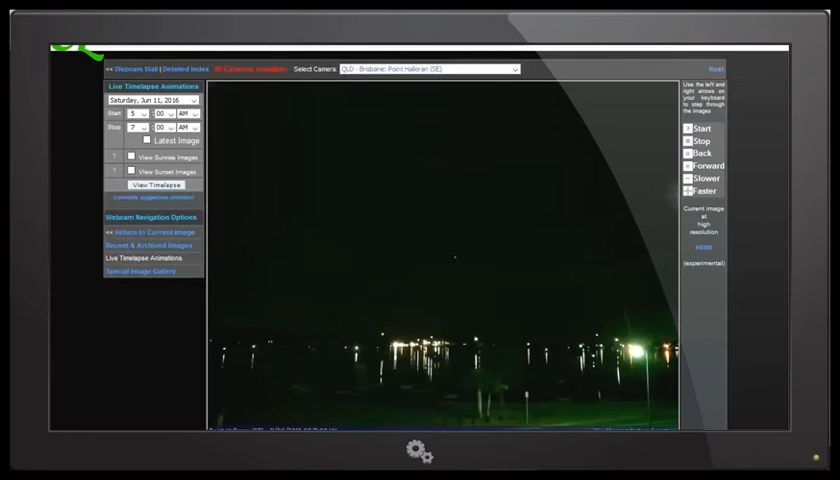 << Webcam Wall | Detailed Index
Select Camera: QLD - Brisbane: Point Halloran (SE)
Host
Live Timelapse Animations
Saturday, Jun 11, 2016
Start 5 : 00 AM
Stop 7 : 00 AM
Latest Image
? View Sunrise Images
? View Sunset Images
View Timelapse
Comments, suggestions, problems?
Webcam Navigation Options
<< Return to Current Image
Recent & Archived Images
Live Timelapse Animations
Special Image Gallery
Use the left and
right arrows on
your keyboard
to step through
the images
Start
Stop
Back
Forward
Slower
Faster
Current image
at
high
resolution
HERE
(experimental)